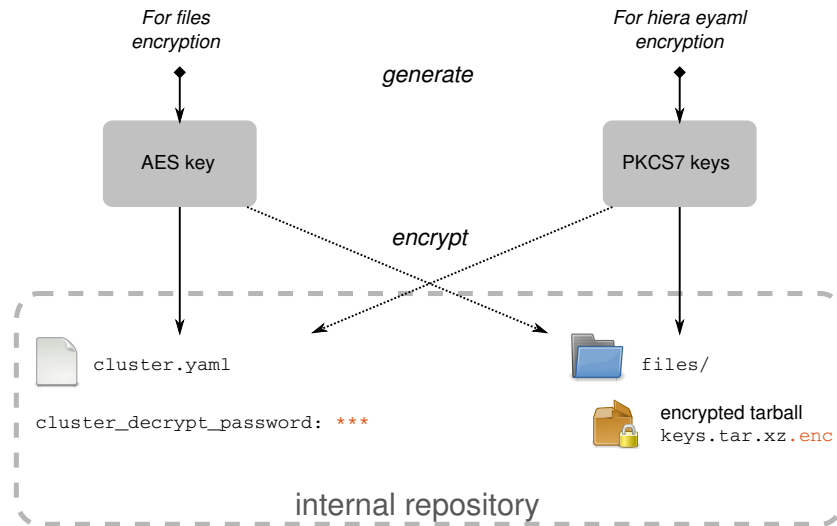 For files
encryption
For hiera eyaml
encryption
generate
AES key
PKCS7 keys
encrypt
cluster.yaml
files/
cluster_decrypt_password: ***
encrypted tarball
keys.tar.xz.enc
internal repository